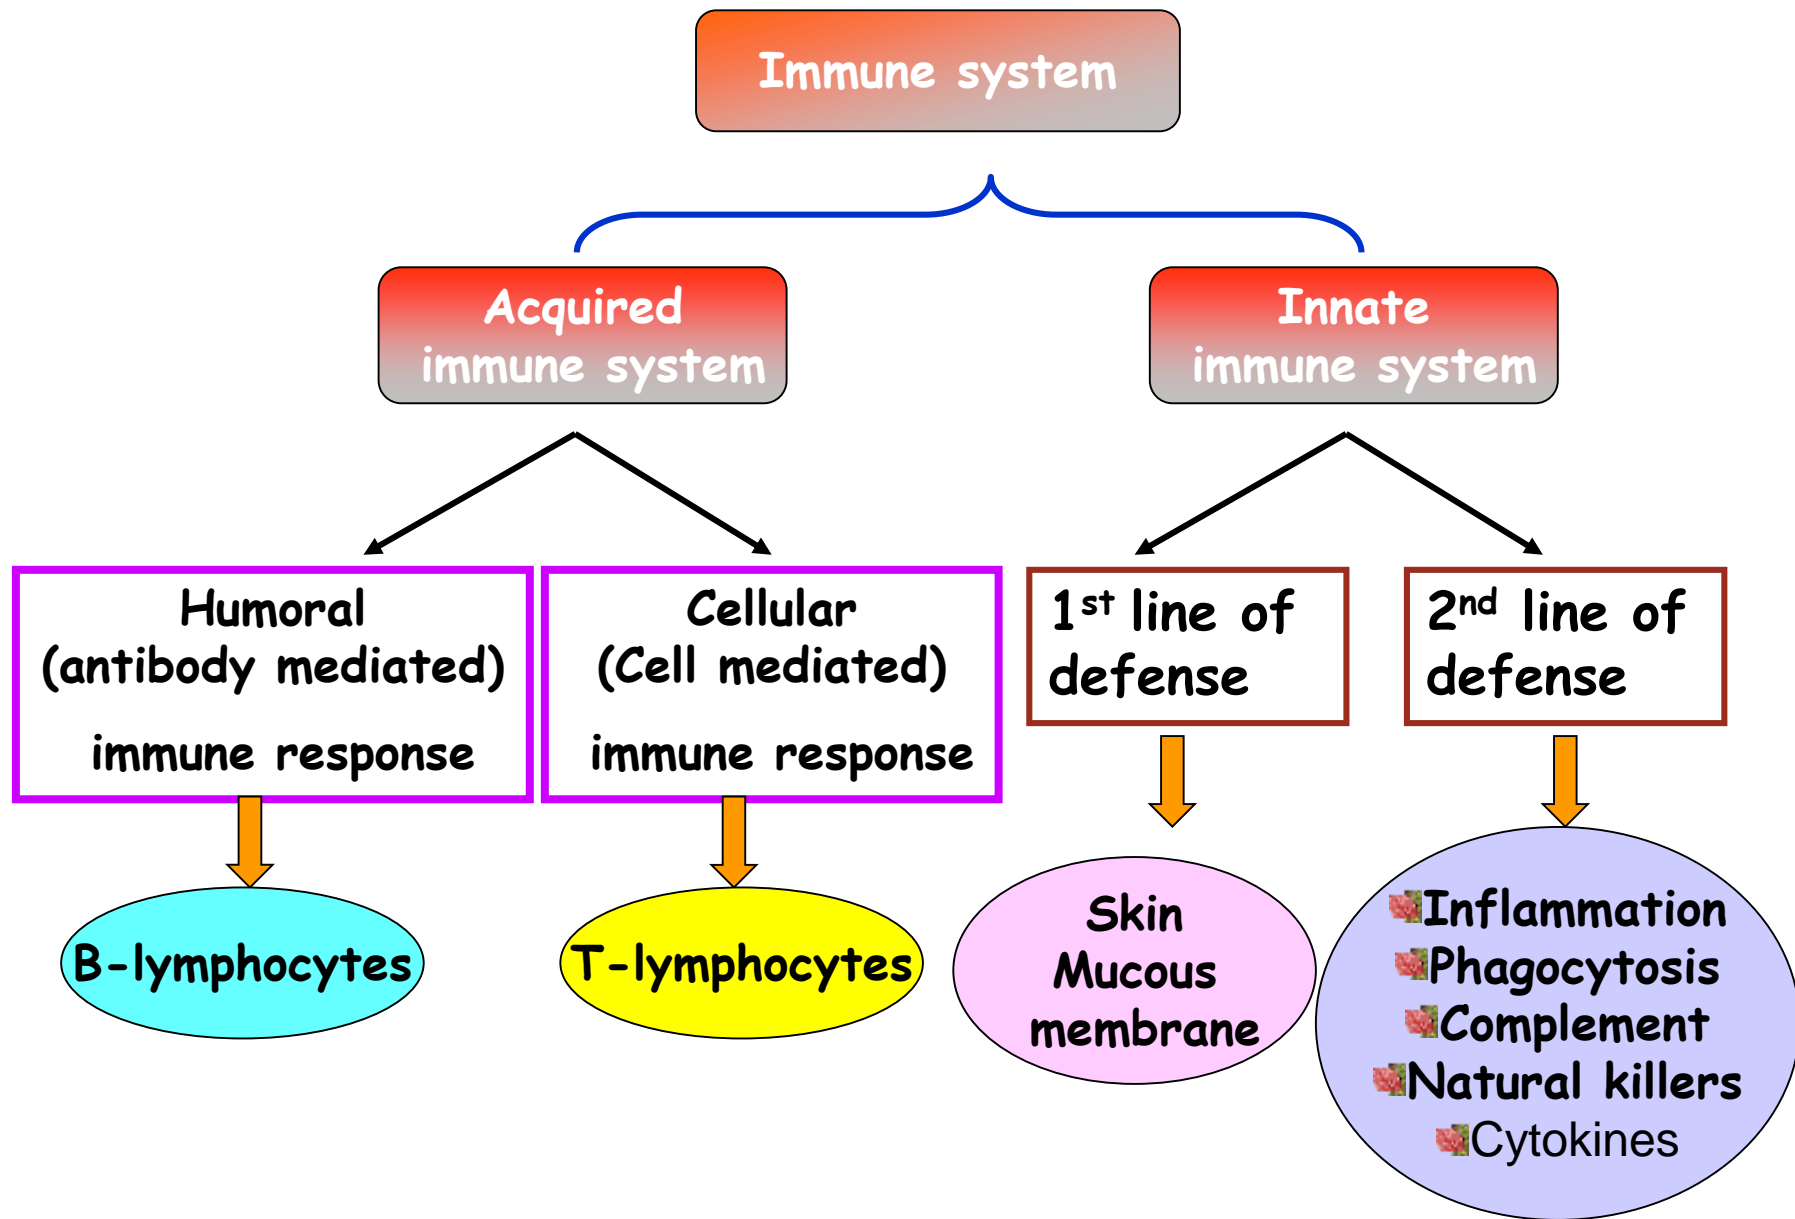 Immune system
Acquired
immune system
Innate
immune system
Humoral
(antibody mediated)
immune response
Cellular
(Cell mediated)
immune response
1st line of
defense
2nd line of
defense
B-lymphocytes
T-lymphocytes
Skin
Mucous
membrane
Inflammation
Phagocytosis
Complement
Natural killers
Cytokines